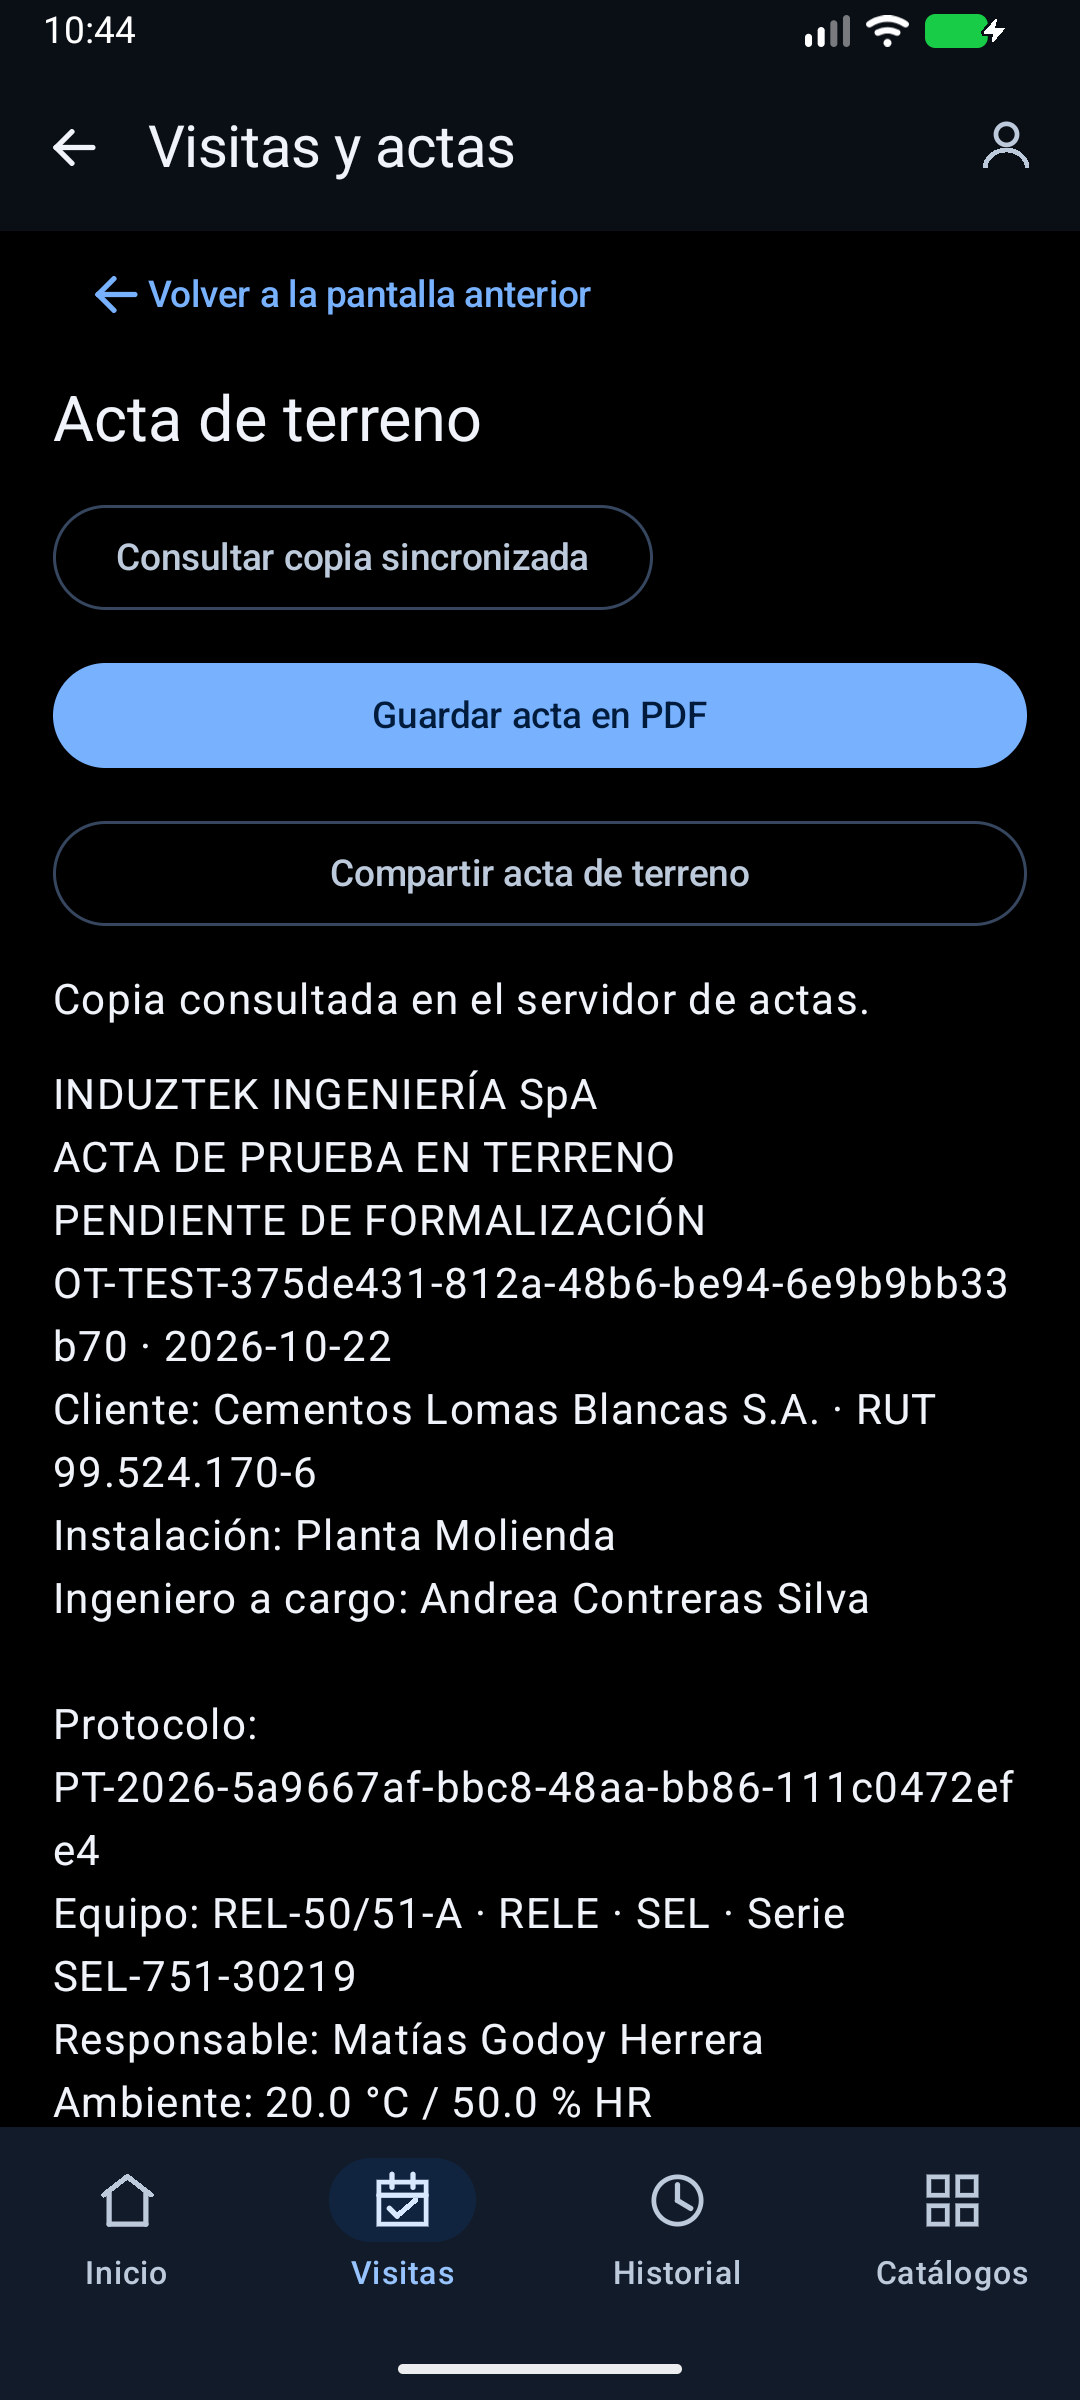 10:44
Visitas y actas
Volver a la pantalla anterior
Acta de terreno
Consultar copia sincronizada
Guardar acta en PDF
Compartir acta de terreno
Copia consultada en el servidor de actas.
INDUZTEK INGENIERÍA SpA
ACTA DE PRUEBA EN TERRENO
PENDIENTE DE FORMALIZACIÓN
OT-TEST-375de431-812a-48b6-be94-6e9b9bb33
b70 · 2026-10-22
Cliente: Cementos Lomas Blancas S.A. · RUT
99.524.170-6
Instalación: Planta Molienda
Ingeniero a cargo: Andrea Contreras Silva
Protocolo:
PT-2026-5a9667af-bbc8-48aa-bb86-111c0472ef
e4
Equipo: REL-50/51-A · RELE · SEL · Serie
SEL-751-30219
Responsable: Matías Godoy Herrera
Ambiente: 20.0 °C / 50.0 % HR
Inicio
Visitas
Historial
Catálogos